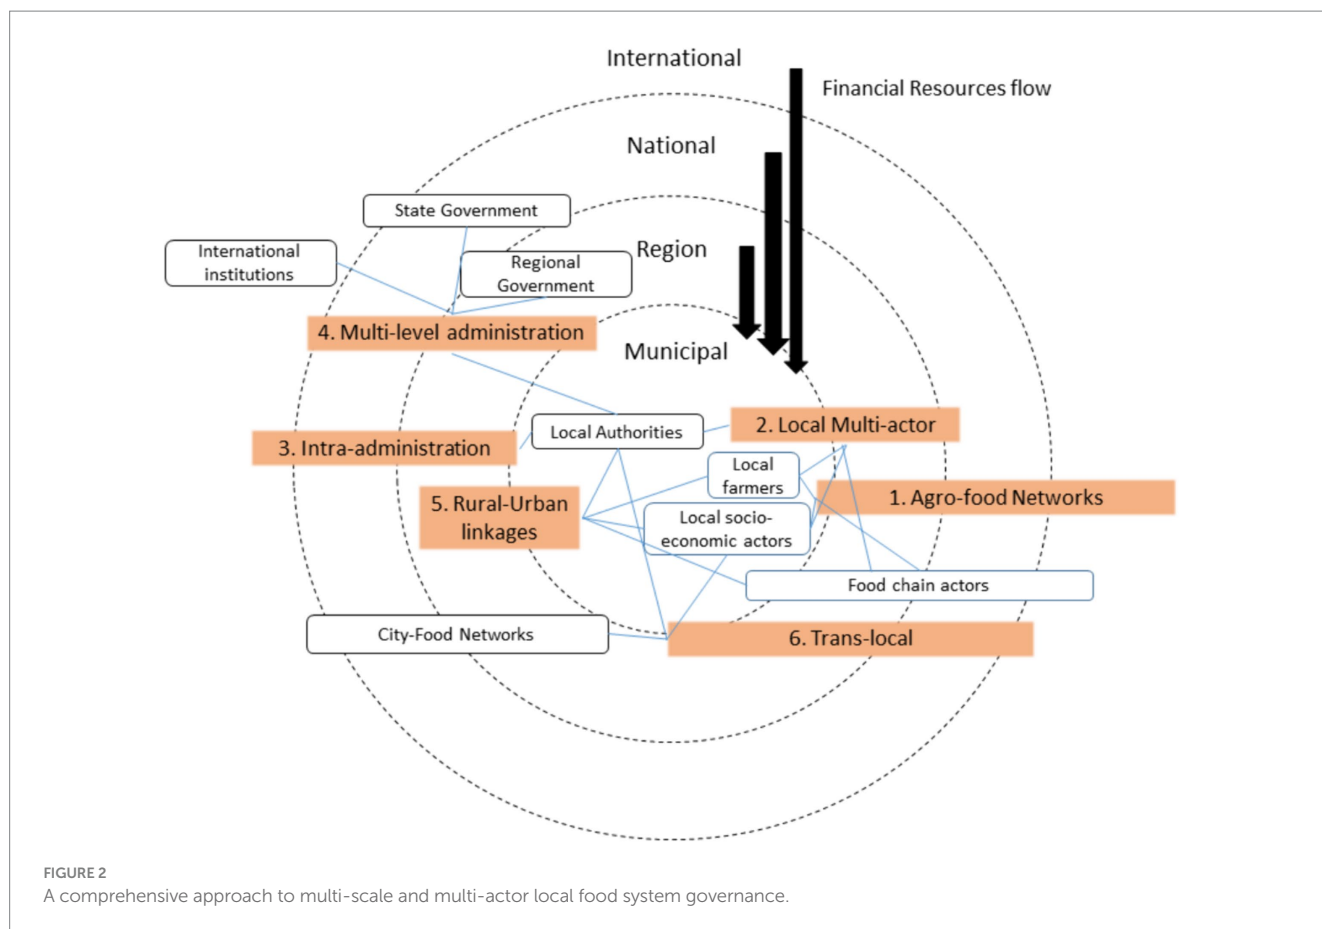 International
Financial Resources flow
National
State Government
International
institutions
Region
Regional
Government
4. Multi-level administration
Municipal
2. Local Multi-actor
Local Authorities
3. Intra-administration
Local
farmers
1. Agro-food Networks
5. Rural-Urban
linkages
Local socio-
economic actors
Food chain actors
City-Food Networks
6. Trans-local
FIGURE 2
A comprehensive approach to multi-scale and multi-actor local food system governance.